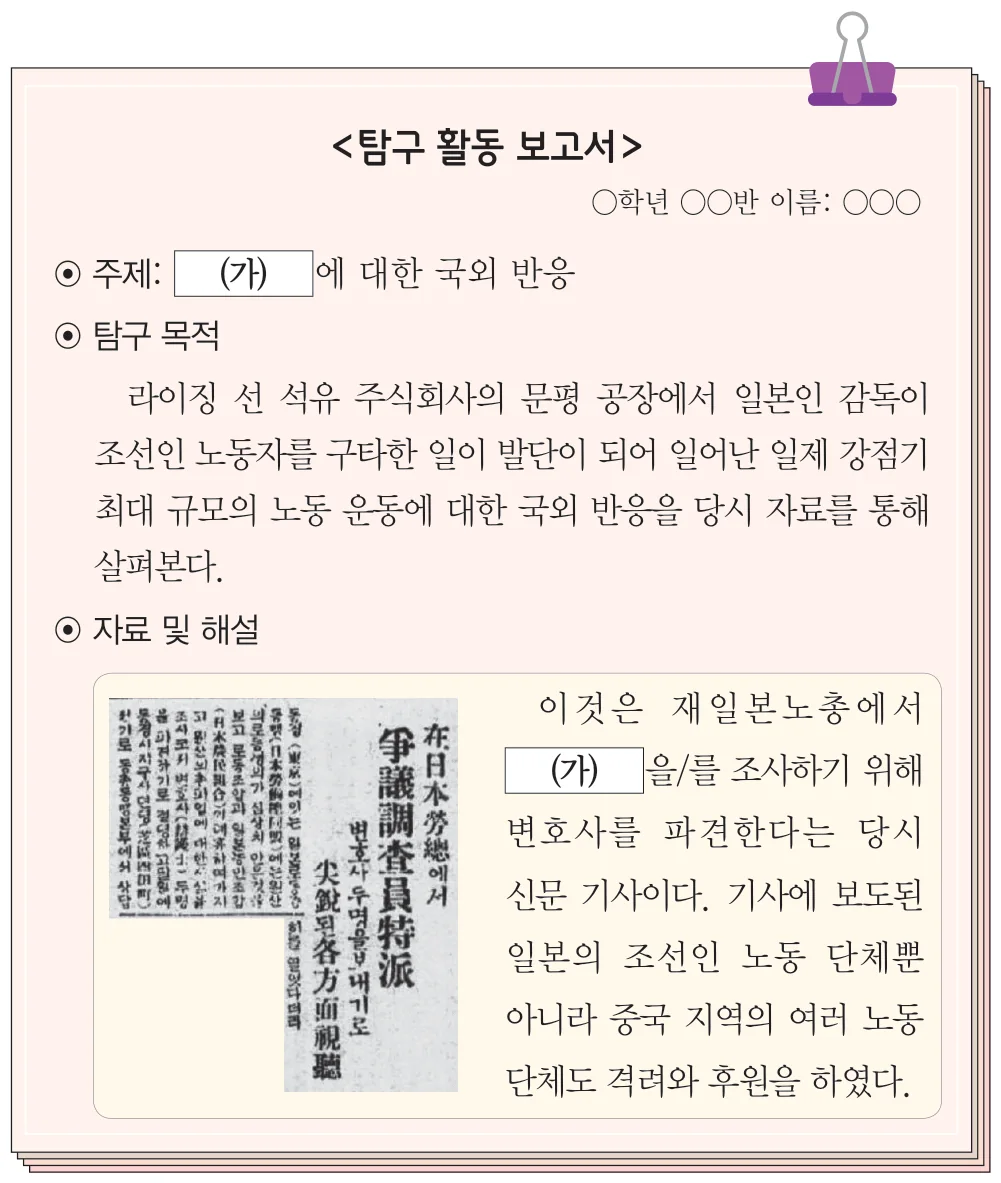 <탐구 활동 보고서>
○학년 ○○반 이름: ○○○
⊙ 주제: (가) 에 대한 국외 반응
⊙ 탐구 목적
라이징 선 석유 주식회사의 문평 공장에서 일본인 감독이
조선인 노동자를 구타한 일이 발단이 되어 일어난 일제 강점기
최대 규모의 노동 운동에 대한 국외 반응을 당시 자료를 통해
살펴본다.
⊙ 자료 및 해설
在日本勞總에서
爭議調査員特派
변호사 두명을보내기로
尖銳된各方面視聽
이것은 재일본노총에서
(가) 을/를 조사하기 위해
변호사를 파견한다는 당시
신문 기사이다. 기사에 보도된
일본의 조선인 노동 단체뿐
아니라 중국 지역의 여러 노동
단체도 격려와 후원을 하였다.